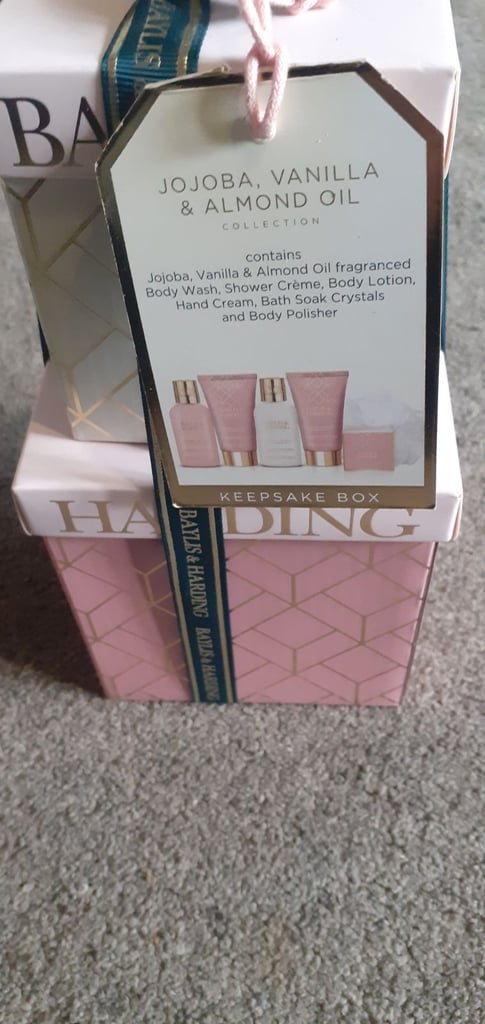 BAYLIS
BA
JOJOBA, VANILLA
& ALMOND OIL
COLLECTION
contains
Jojoba, Vanilla & Almond Oil fragranced
Body Wash, Shower Crème, Body Lotion,
Hand Cream, Bath Soak Crystals
and Body Polisher
KEEPSAKE BOX
HA DING
BAYLIS & HARDING
BAYLIS & HARDING